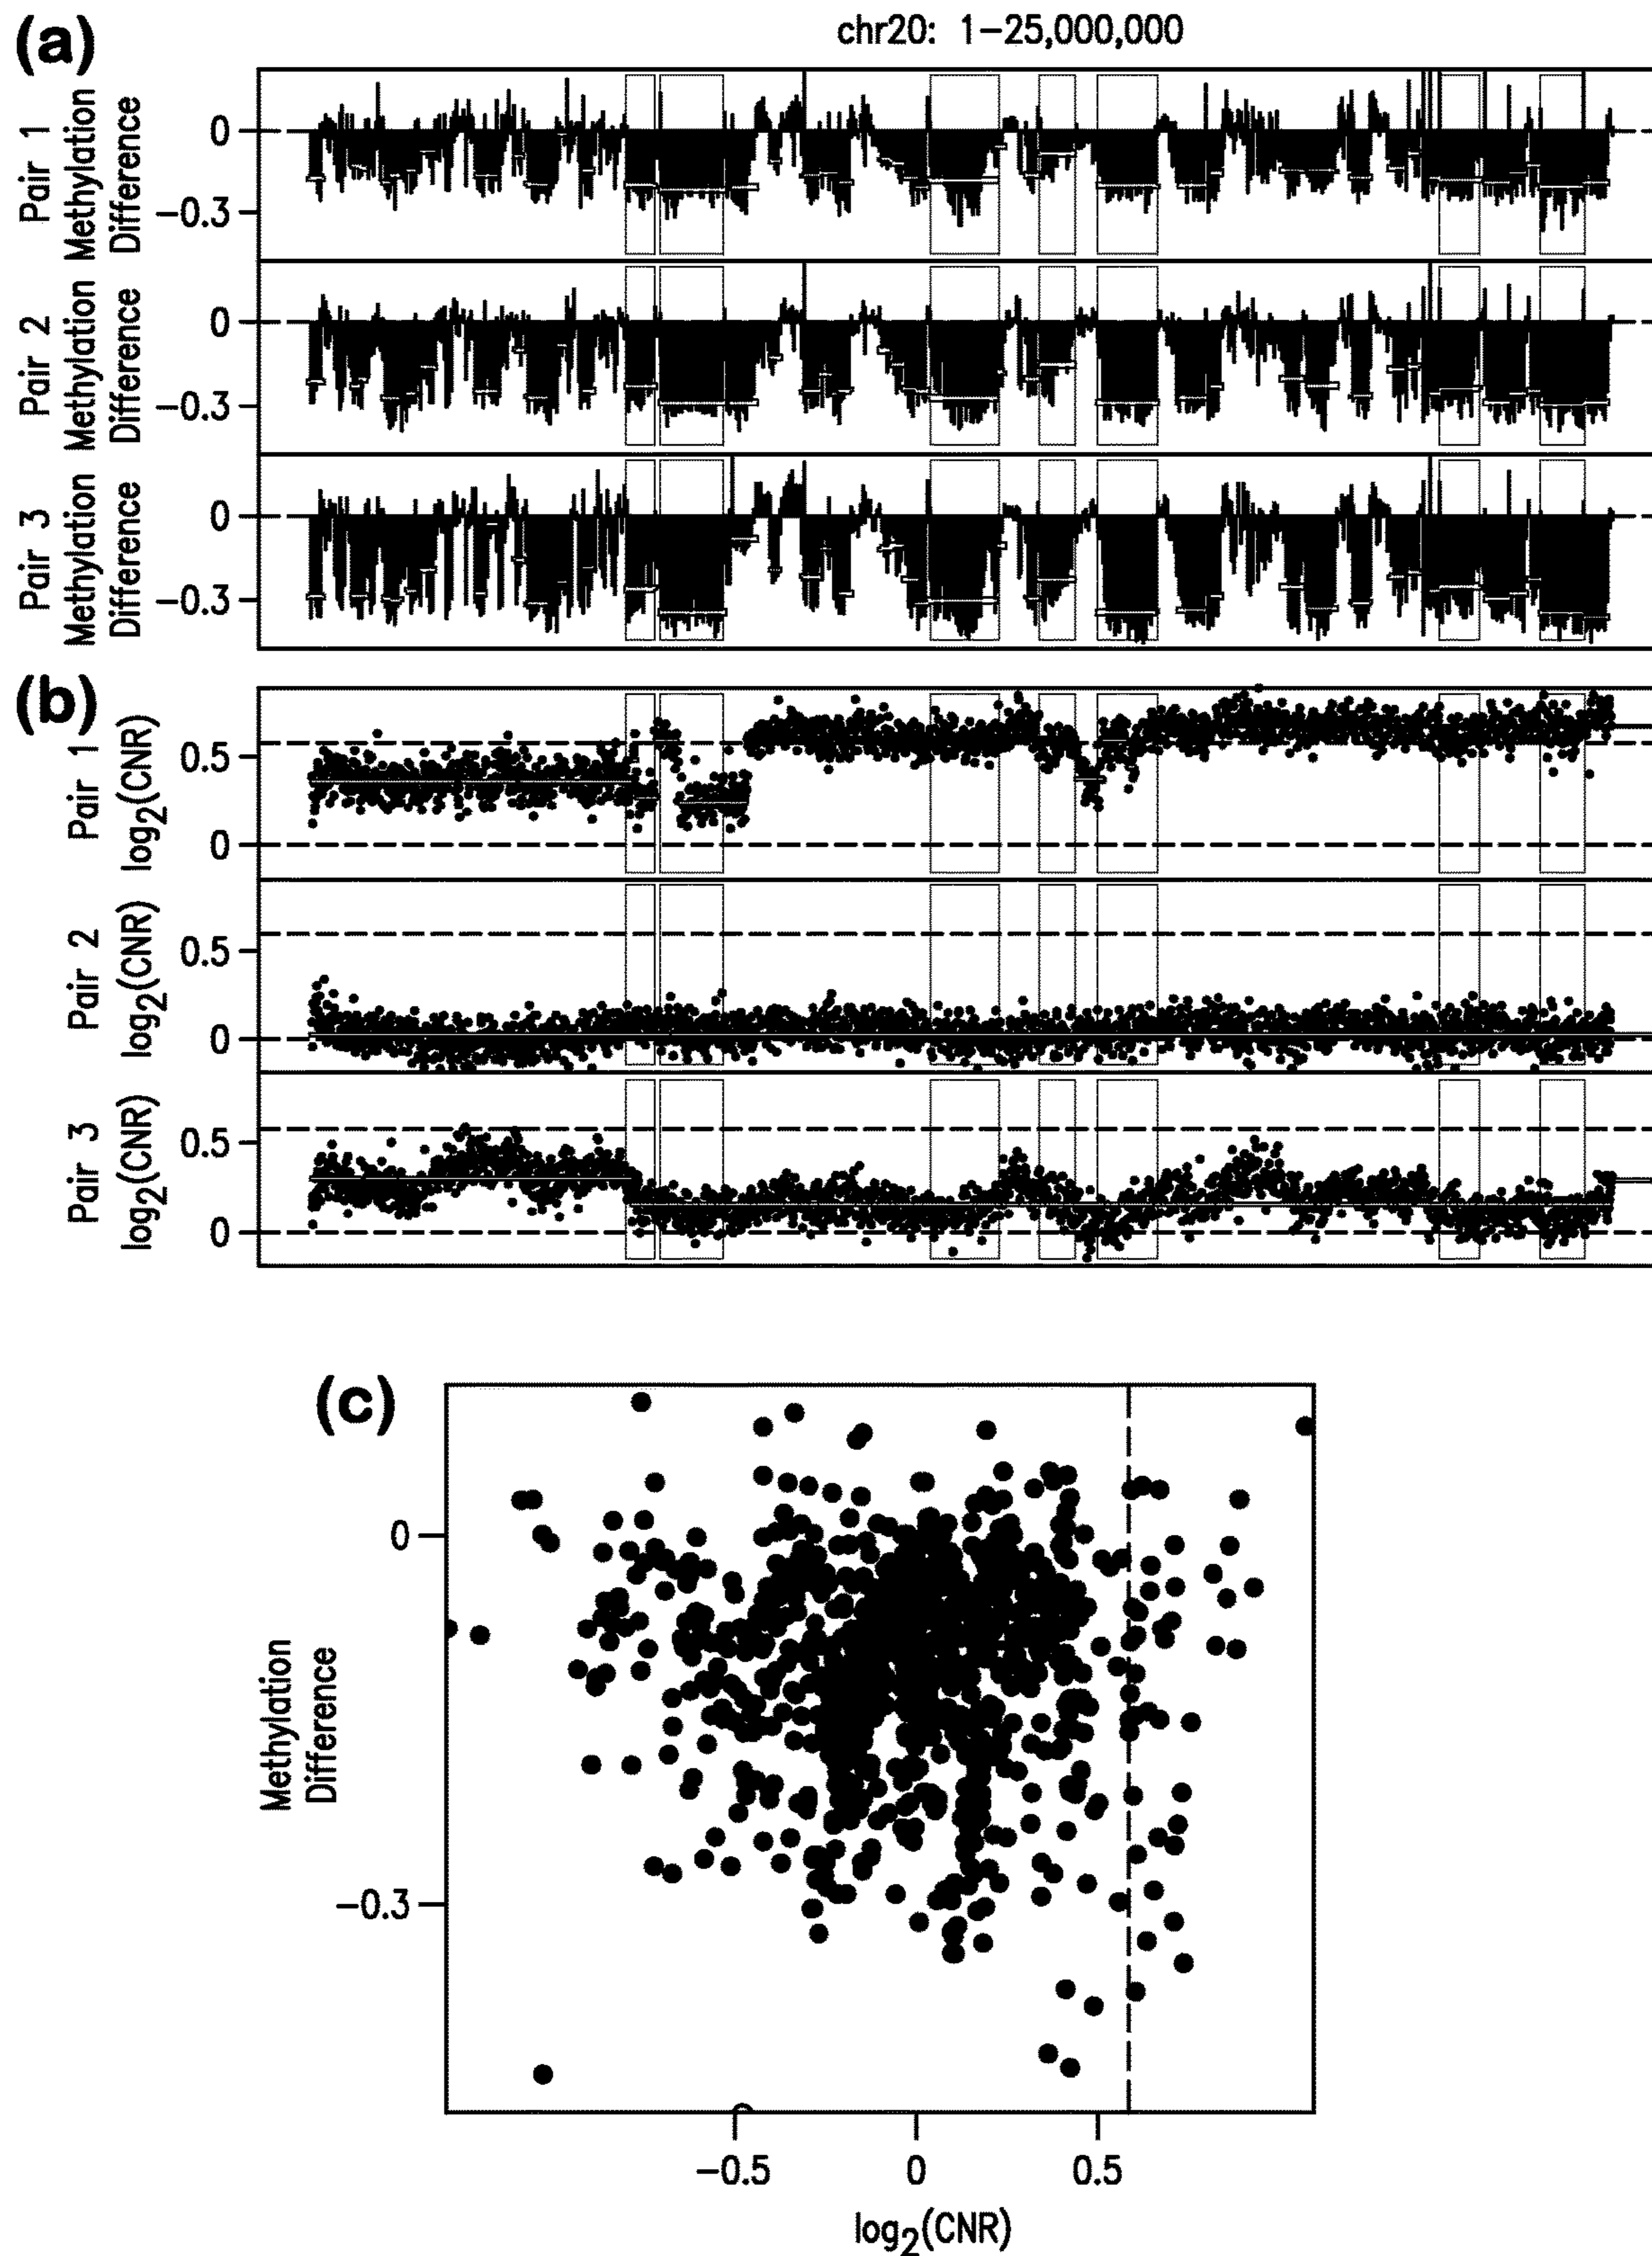 (a)
chr20: 1–25,000,000
Pair 1
Methylation
Difference
0
−0.3
Pair 2
Methylation
Difference
0
−0.3
Pair 3
Methylation
Difference
0
−0.3
(b)
Pair 1
log2(CNR)
0.5
0
Pair 2
log2(CNR)
0.5
0
Pair 3
log2(CNR)
0.5
0
(c)
Methylation
Difference
0
−0.3
−0.5 0 0.5
log2(CNR)